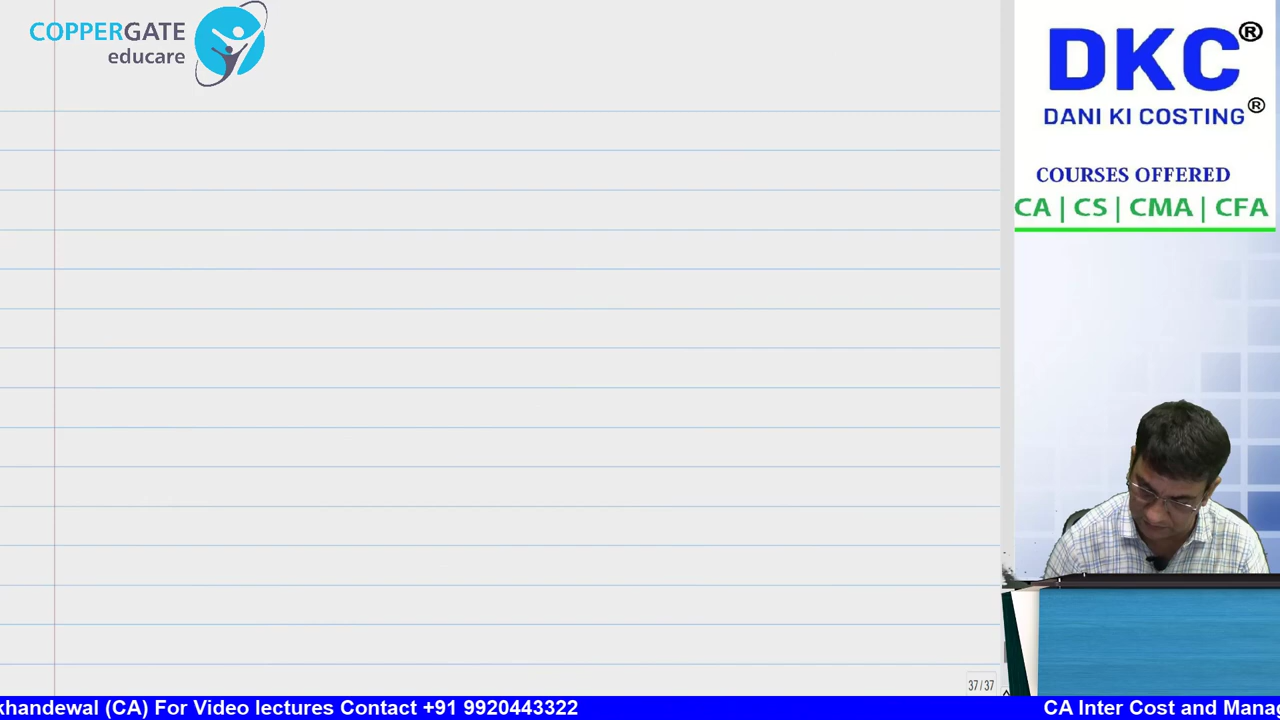 COPPERGATE
educare
DKC®
DANI KI COSTING®
COURSES OFFERED
CA | CS | CMA | CFA
37/37
khandewal (CA) For Video lectures Contact +91 9920443322
CA Inter Cost and Manag